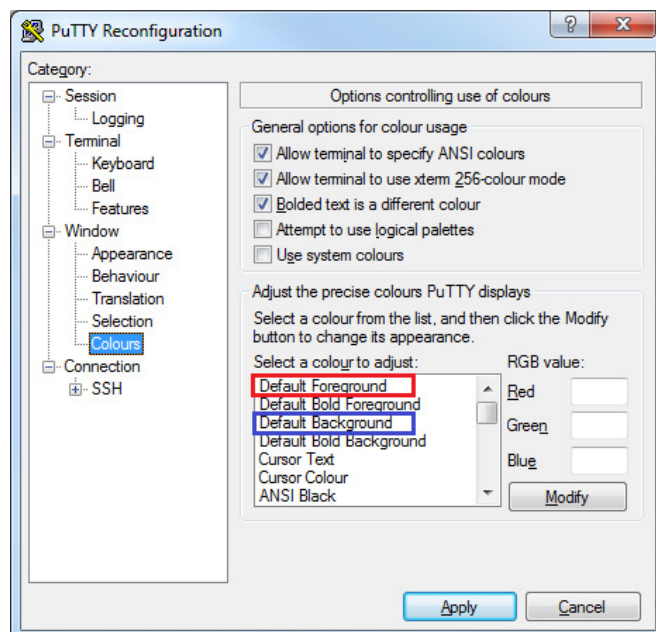 PuTTY Reconfiguration
Category:
Session
Logging
Terminal
Keyboard
Bell
Features
Window
Appearance
Behaviour
Translation
Selection
Colours
Connection
SSH
Options controlling use of colours
General options for colour usage
Allow terminal to specify ANSI colours
Allow terminal to use xterm 256-colour mode
Bolded text is a different colour
Attempt to use logical palettes
Use system colours
Adjust the precise colours PuTTY displays
Select a colour from the list, and then click the Modify
button to change its appearance.
Select a colour to adjust:
Default Foreground
Default Bold Foreground
Default Background
Default Bold Background
Cursor Text
Cursor Colour
ANSI Black
RGB value:
Red
Green
Blue
Modify
Apply
Cancel